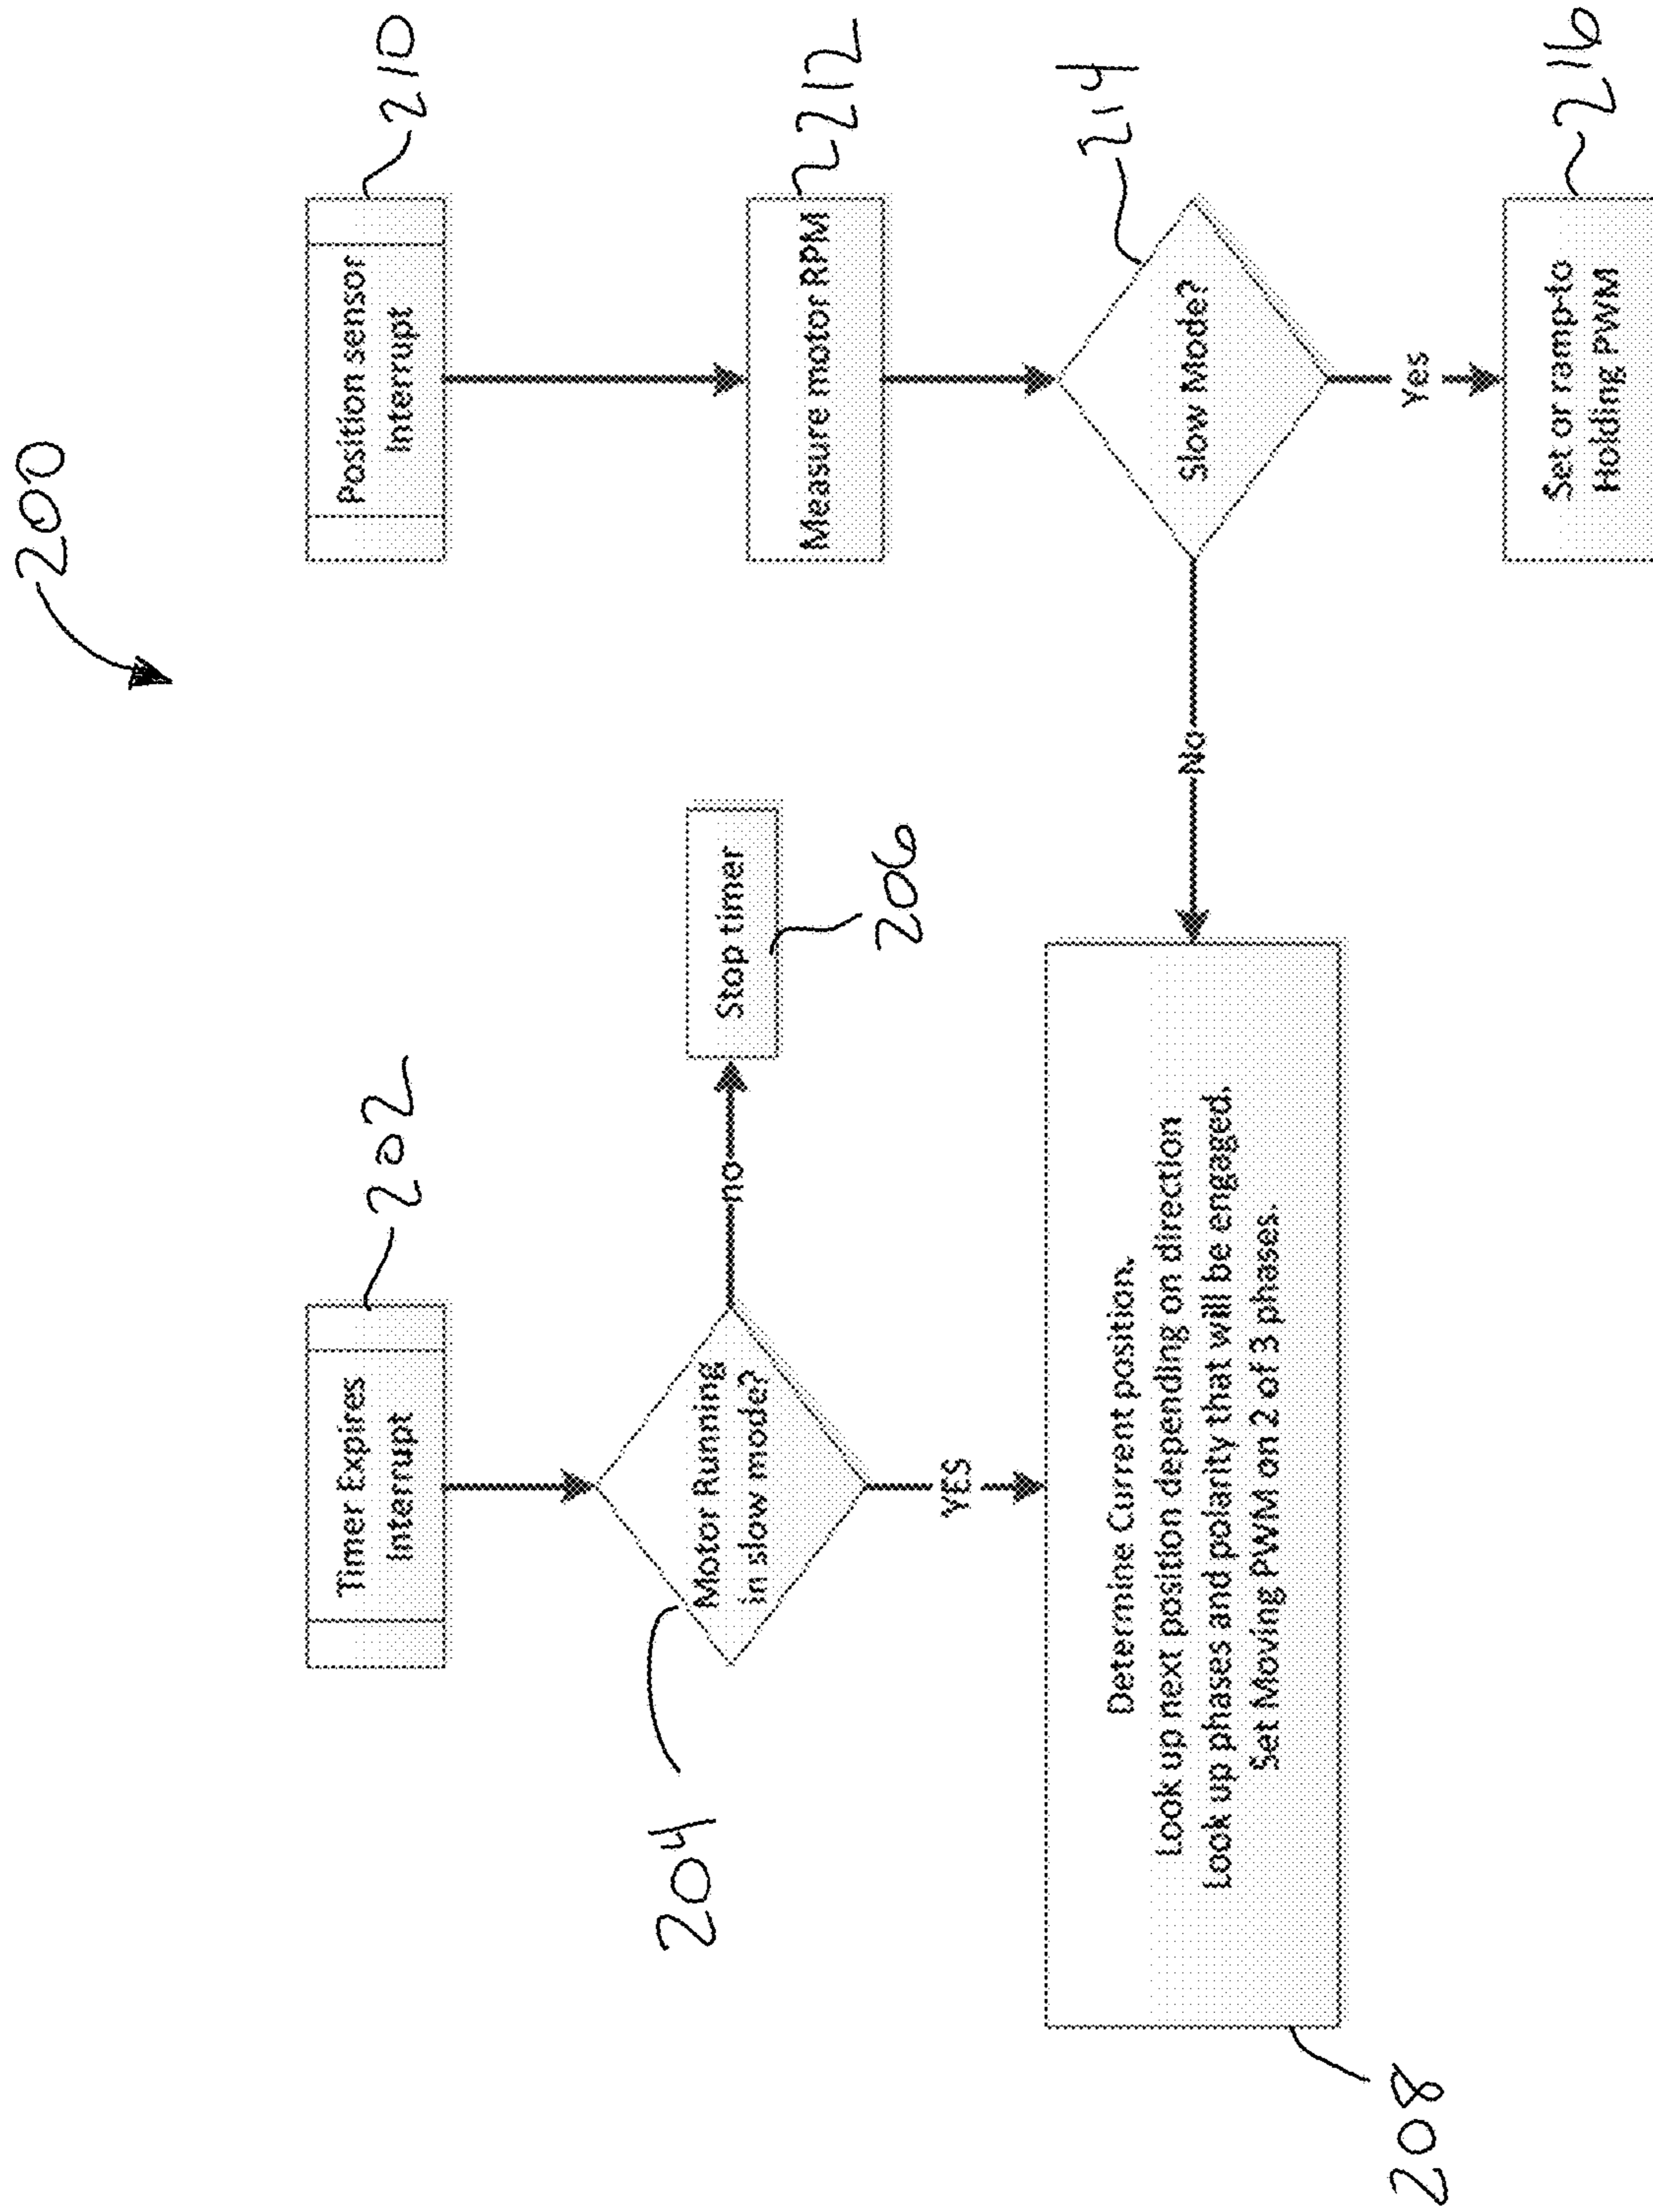 200
Timer Expires
Interrupt
202
Motor Running
in slow mode?
204
no
Stop timer
206
YES
Determine Current position.
Look up next position depending on direction
Look up phases and polarity that will be engaged.
Set Moving PWM on 2 of 3 phases.
208
Position sensor
Interrupt
210
Measure motor RPM
212
Slow Mode?
214
No
Yes
Set or ramp-to
Holding PWM
216